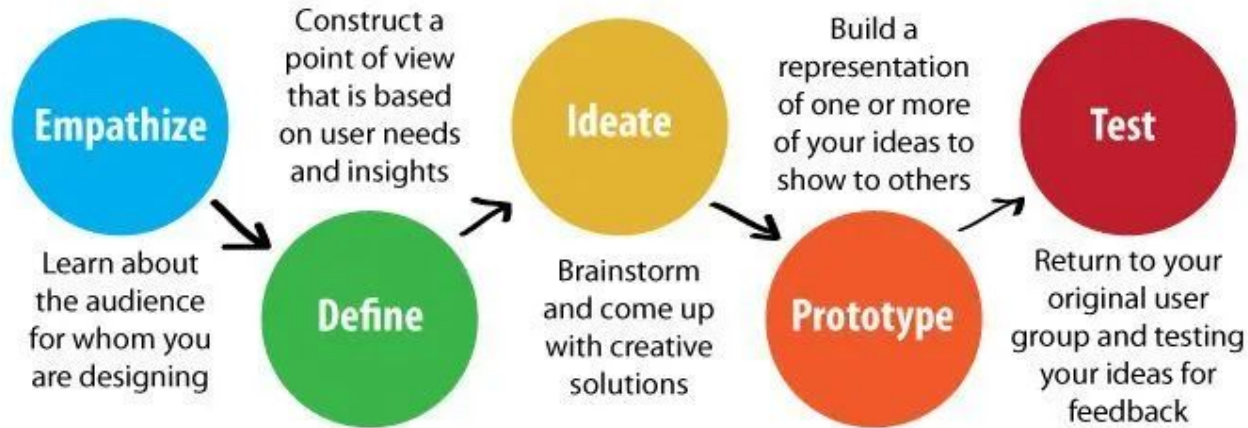 Empathize
Learn about
the audience
for whom you
are designing
Construct a
point of view
that is based
on user needs
and insights
Define
Ideate
Brainstorm
and come up
with creative
solutions
Build a
representation
of one or more
of your ideas to
show to others
Prototype
Test
Return to your
original user
group and testing
your ideas for
feedback